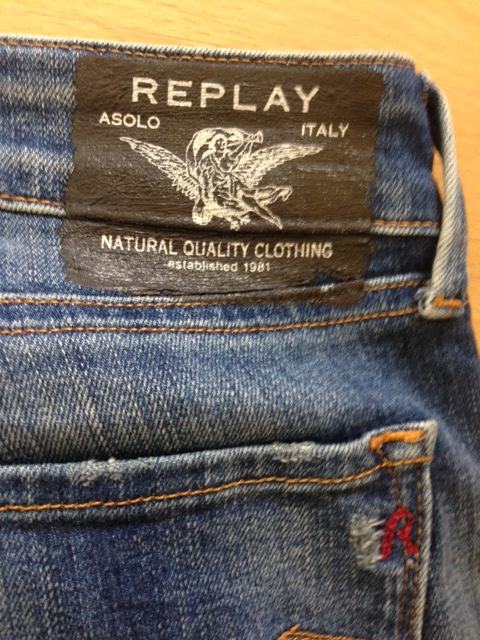 REPLAY
ASOLO ITALY
NATURAL QUALITY CLOTHING
established 1981
R